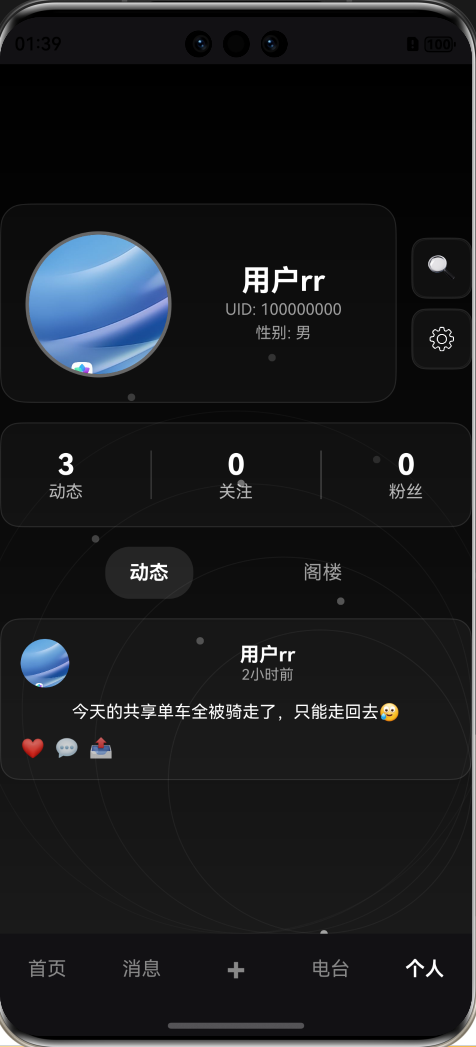 01:39
100
用户rr
UID: 100000000
性别: 男
3 0 0
动态 关注 粉丝
动态 阁楼
用户rr
2小时前
今天的共享单车全被骑走了，只能走回去🥲
首页 消息 + 电台 个人